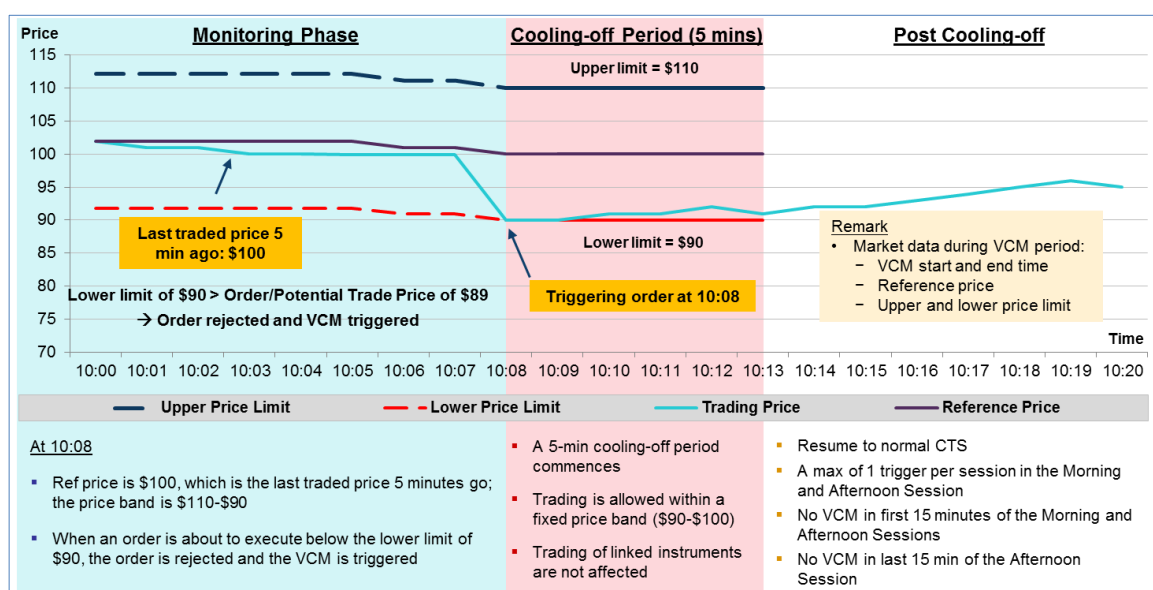 Price
Monitoring Phase
Cooling-off Period (5 mins)
Post Cooling-off
115
110
105
100
95
90
85
80
75
70
Upper limit = $110
Last traded price 5
min ago: $100
Lower limit = $90
Lower limit of $90 > Order/Potential Trade Price of $89
→ Order rejected and VCM triggered
Triggering order at 10:08
Remark
• Market data during VCM period:
− VCM start and end time
− Reference price
− Upper and lower price limit
Time
10:00 10:01 10:02 10:03 10:04 10:05 10:06 10:07 10:08 10:09 10:10 10:11 10:12 10:13 10:14 10:15 10:16 10:17 10:18 10:19 10:20
Upper Price Limit Lower Price Limit Trading Price Reference Price
At 10:08
▪ Ref price is $100, which is the last traded price 5 minutes go;
the price band is $110-$90
▪ When an order is about to execute below the lower limit of
$90, the order is rejected and the VCM is triggered
▪ A 5-min cooling-off period
commences
▪ Trading is allowed within a
fixed price band ($90-$100)
▪ Trading of linked instruments
are not affected
▪ Resume to normal CTS
▪ A max of 1 trigger per session in the Morning
and Afternoon Session
▪ No VCM in first 15 minutes of the Morning and
Afternoon Sessions
▪ No VCM in last 15 min of the Afternoon
Session